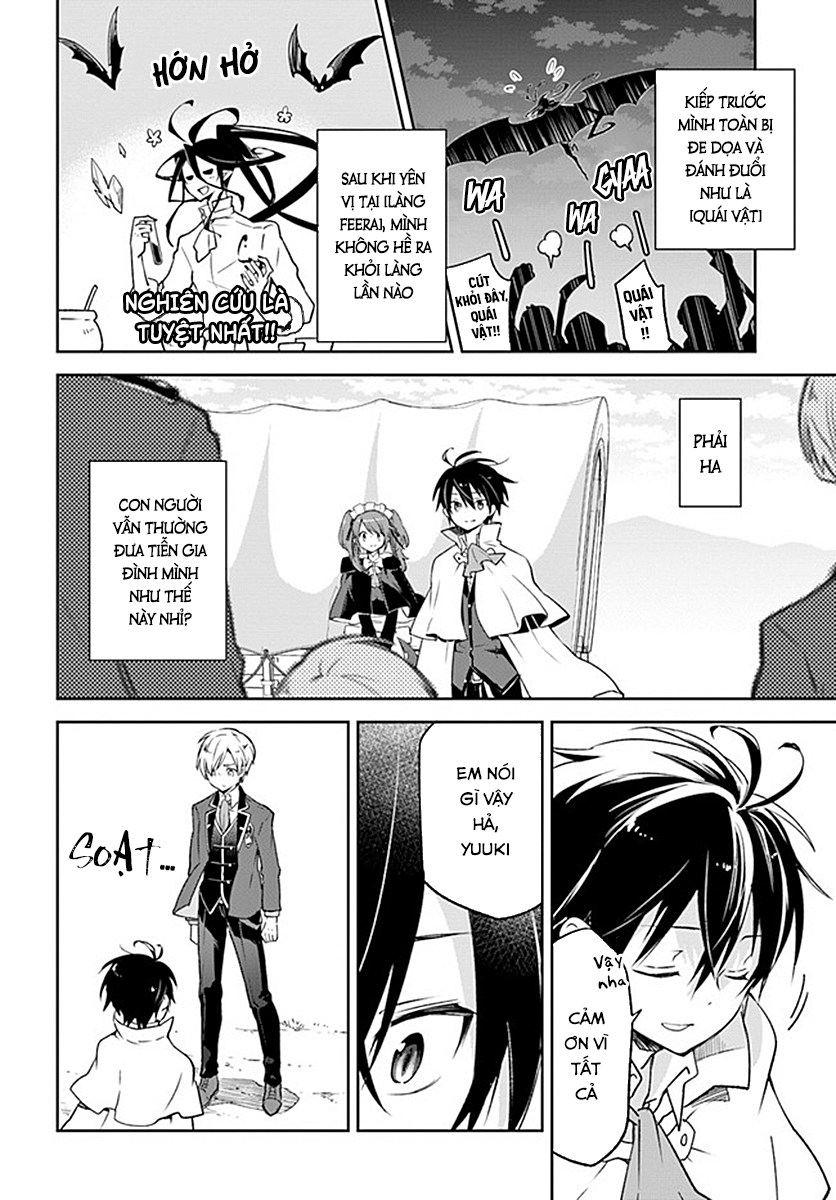 KIẾP TRƯỚC
MÌNH TOÀN BỊ
ĐE DỌA VÀ
ĐÁNH ĐUỔI
NHƯ LÀ
[QUÁI VẬT]
GYAA
WA
WA
QUÁI
VẬT!!
CÚT
KHỎI ĐÂY,
QUÁI
VẬT!!
SAU KHI YÊN
VỊ TẠI [LÀNG
FEERA], MÌNH
KHÔNG HỀ RA
KHỎI LÀNG
LẦN NÀO
HỚN HỞ
NGHIÊN CỨU LÀ
TUYỆT NHẤT!!
PHẢI
HA
CON NGƯỜI
VẪN THƯỜNG
ĐƯA TIỄN GIA
ĐÌNH MÌNH
NHƯ THẾ
NÀY NHỈ?
Vậy
nha
CẢM
ƠN VÌ
TẤT
CẢ
EM NÓI
GÌ VẬY
HẢ,
YUUKI
SOẠT...